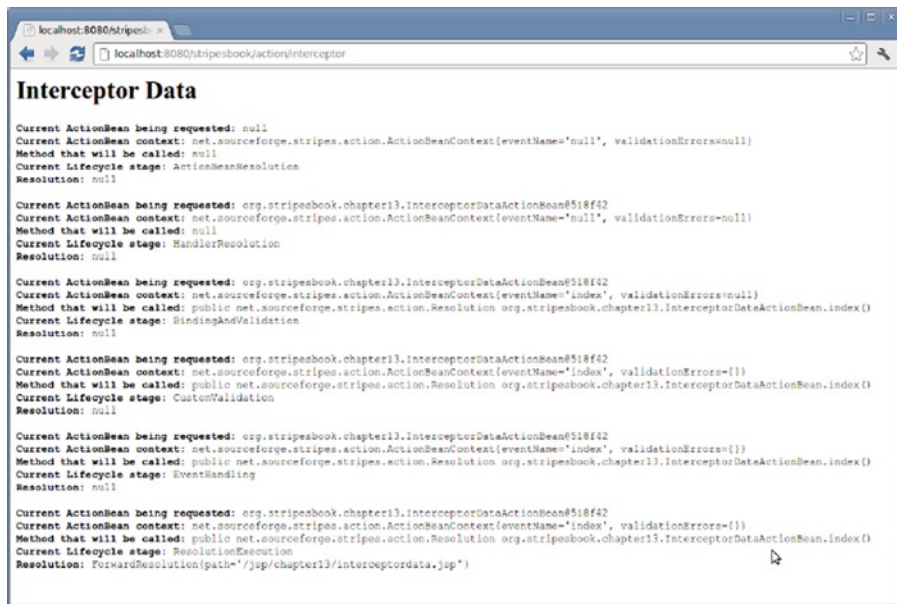 localhost:8080/stripesb
localhost:8080/stripesbook/action/interceptor
Interceptor Data
Current ActionBean being requested: null
Current ActionBean context: net.sourceforge.stripes.action.ActionBeanContext{eventName='null', validationErrors=null}
Method that will be called: null
Current Lifecycle stage: ActionBeanResolution
Resolution: null
Current ActionBean being requested: org.stripesbook.chapter13.InterceptorDataActionBean@518f42
Current ActionBean context: net.sourceforge.stripes.action.ActionBeanContext{eventName='null', validationErrors=null}
Method that will be called: null
Current Lifecycle stage: HandlerResolution
Resolution: null
Current ActionBean being requested: org.stripesbook.chapter13.InterceptorDataActionBean@518f42
Current ActionBean context: net.sourceforge.stripes.action.ActionBeanContext{eventName='index', validationErrors=null}
Method that will be called: public net.sourceforge.stripes.action.Resolution org.stripesbook.chapter13.InterceptorDataActionBean.index()
Current Lifecycle stage: BindingAndValidation
Resolution: null
Current ActionBean being requested: org.stripesbook.chapter13.InterceptorDataActionBean@518f42
Current ActionBean context: net.sourceforge.stripes.action.ActionBeanContext{eventName='index', validationErrors={}}
Method that will be called: public net.sourceforge.stripes.action.Resolution org.stripesbook.chapter13.InterceptorDataActionBean.index()
Current Lifecycle stage: CustomValidation
Resolution: null
Current ActionBean being requested: org.stripesbook.chapter13.InterceptorDataActionBean@518f42
Current ActionBean context: net.sourceforge.stripes.action.ActionBeanContext{eventName='index', validationErrors={}}
Method that will be called: public net.sourceforge.stripes.action.Resolution org.stripesbook.chapter13.InterceptorDataActionBean.index()
Current Lifecycle stage: EventHandling
Resolution: null
Current ActionBean being requested: org.stripesbook.chapter13.InterceptorDataActionBean@518f42
Current ActionBean context: net.sourceforge.stripes.action.ActionBeanContext{eventName='index', validationErrors={}}
Method that will be called: public net.sourceforge.stripes.action.Resolution org.stripesbook.chapter13.InterceptorDataActionBean.index()
Current Lifecycle stage: ResolutionExecution
Resolution: ForwardResolution{path='/jsp/chapter13/interceptordata.jsp"}